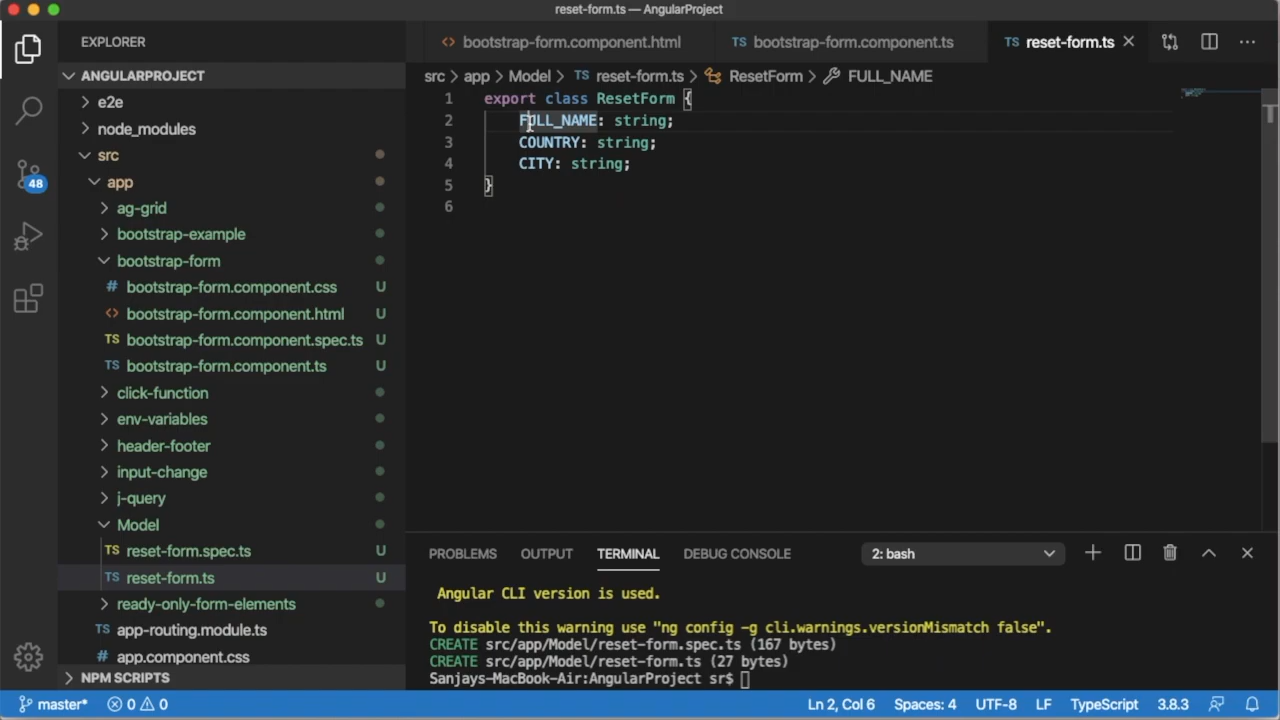 reset-form.ts — AngularProject
EXPLORER
bootstrap-form.component.html
TS bootstrap-form.component.ts
TS reset-form.ts
ANGULARPROJECT
src > app > Model > TS reset-form.ts > ResetForm > FULL_NAME
e2e
node_modules
src
app
ag-grid
bootstrap-example
bootstrap-form
# bootstrap-form.component.css U
<> bootstrap-form.component.html U
TS bootstrap-form.component.spec.ts U
TS bootstrap-form.component.ts U
click-function
env-variables
header-footer
input-change
j-query
Model
TS reset-form.spec.ts U
TS reset-form.ts U
ready-only-form-elements
TS app-routing.module.ts
# app.component.css
NPM SCRIPTS
48
1 export class ResetForm {
2 FULL_NAME: string;
3 COUNTRY: string;
4 CITY: string;
5 }
6
PROBLEMS OUTPUT TERMINAL DEBUG CONSOLE 2: bash
Angular CLI version is used.
To disable this warning use "ng config -g cli.warnings.versionMismatch false".
CREATE src/app/Model/reset-form.spec.ts (167 bytes)
CREATE src/app/Model/reset-form.ts (27 bytes)
Sanjays-MacBook-Air:AngularProject sr$
master* 0 0 Ln 2, Col 6 Spaces: 4 UTF-8 LF TypeScript 3.8.3